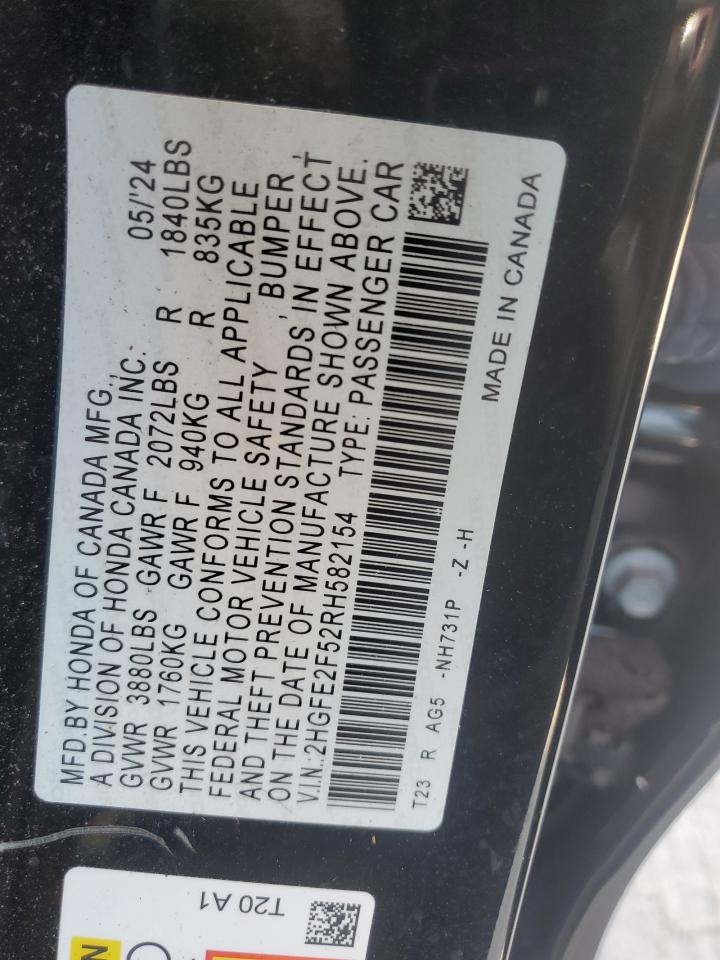 MFD.BY HONDA OF CANADA MFG.,
A DIVISION OF HONDA CANADA INC. 05/'24
GVWR 3880LBS GAWR F 2072LBS R 1840LBS
GVWR 1760KG GAWR F 940KG R 835KG
THIS VEHICLE CONFORMS TO ALL APPLICABLE
FEDERAL MOTOR VEHICLE SAFETY , BUMPER ,
AND THEFT PREVENTION STANDARDS IN EFFECT
ON THE DATE OF MANUFACTURE SHOWN ABOVE.
V.I.N.:2HGFE2F52RH582154 TYPE: PASSENGER CAR
T23 R AG5 -NH731P -Z -H
MADE IN CANADA
T20 A1